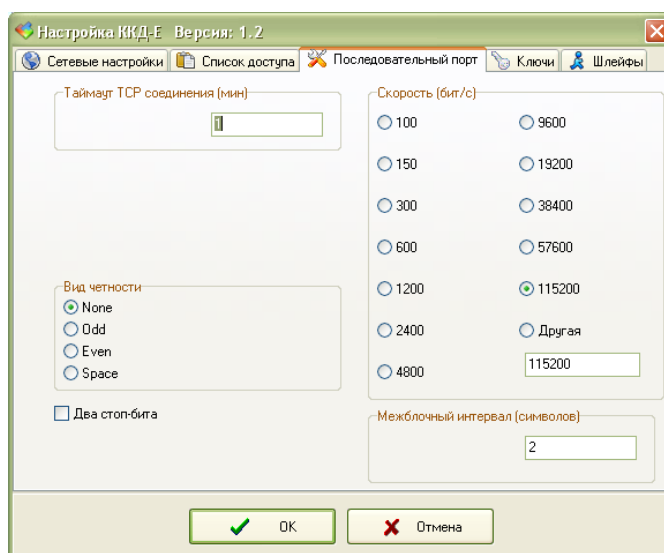 Настройка ККД-Е Версия: 1.2
Сетевые настройки Список доступа Последовательный порт Ключи Шлейфы
Таймаут TCP соединения (мин)
1
Скорость (бит/с)
100 9600
150 19200
300 38400
600 57600
1200 115200
2400 Другая
4800 115200
Вид четности
None
Odd
Even
Space
Два стоп-бита
Межблочный интервал (символов)
2
OK Отмена